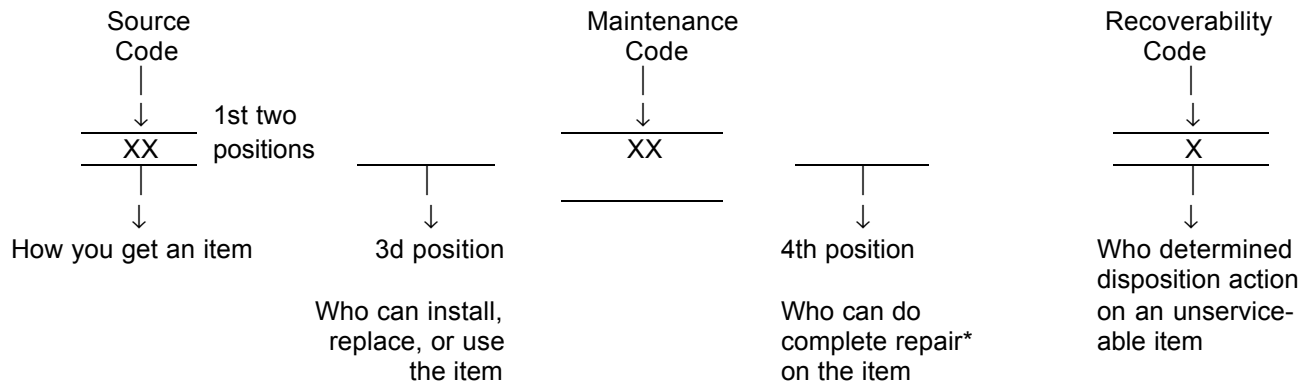 Source
Code
Maintenance
Code
Recoverability
Code
1st two
positions
XX
XX
X
How you get an item
3d position
Who can install,
replace, or use
the item
4th position
Who can do
complete repair*
on the item
Who determined
disposition action
on an unservice-
able item